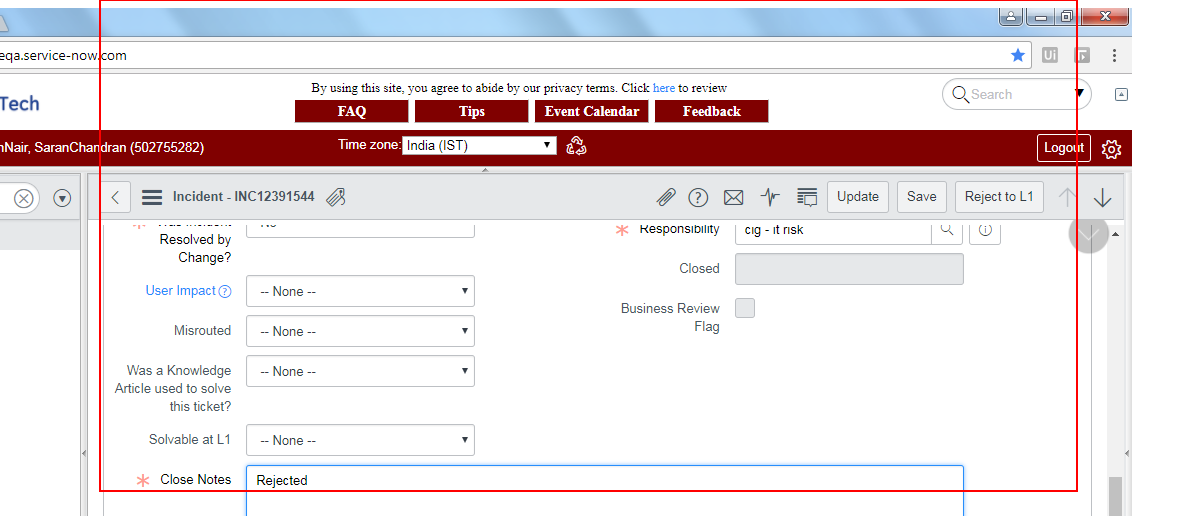 eqa.service-now.com
Tech
By using this site, you agree to abide by our privacy terms. Click here to review
FAQ
Tips
Event Calendar
Feedback
Search
nNair, SaranChandran (502755282)
Time zone: India (IST)
Logout
Incident - INC12391544
Update
Save
Reject to L1
Was Incident
Resolved by
Change?
No
Responsibility
cig - it risk
Closed
User Impact
-- None --
Business Review
Flag
Misrouted
-- None --
Was a Knowledge
Article used to solve
this ticket?
-- None --
Solvable at L1
-- None --
Close Notes
Rejected